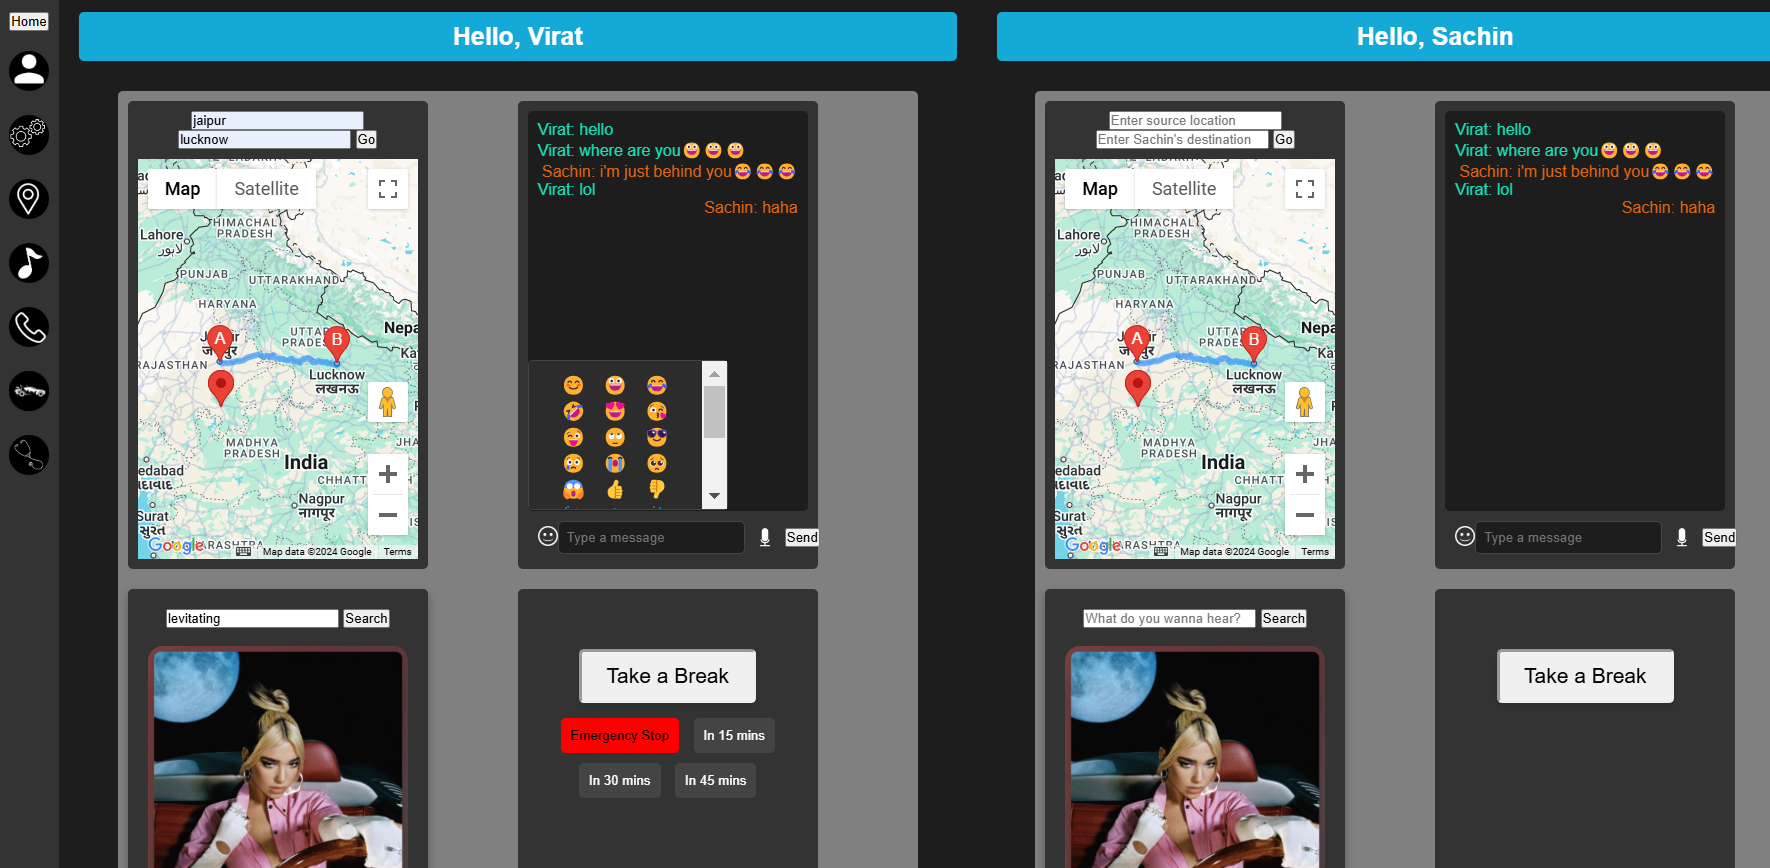 Home
Hello, Virat
jaipur
lucknow Go
Map Satellite
HIMACHAL
PRADESH
Lahore
لاہور
PUNJAB
UTTARAKHAND
HARYANA
Nepa
RAJASTHAN
A
B
Lucknow
लखनऊ
MADHYA
PRADESH
JHA
India
CHHATT
edabad
Nagpur
नागपुर
Surat
સુરત
Google
Map data ©2024 Google Terms
Virat: hello
Virat: where are you😀 😀 😀
Sachin: i'm just behind you😂 😂 😂
Virat: lol
Sachin: haha
Type a message Send
levitating Search
Take a Break
Emergency Stop In 15 mins
In 30 mins In 45 mins
Hello, Sachin
Enter source location
Enter Sachin's destination Go
Map Satellite
HIMACHAL
PRADESH
Lahore
لاہور
PUNJAB
UTTARAKHAND
HARYANA
Nepa
RAJASTHAN
A
B
Lucknow
लखनऊ
MADHYA
PRADESH
JHA
India
CHHATT
edabad
Nagpur
नागपुर
Surat
સુરત
Google
Map data ©2024 Google Terms
Virat: hello
Virat: where are you😀 😀 😀
Sachin: i'm just behind you😂 😂 😂
Virat: lol
Sachin: haha
Type a message Send
What do you wanna hear? Search
Take a Break